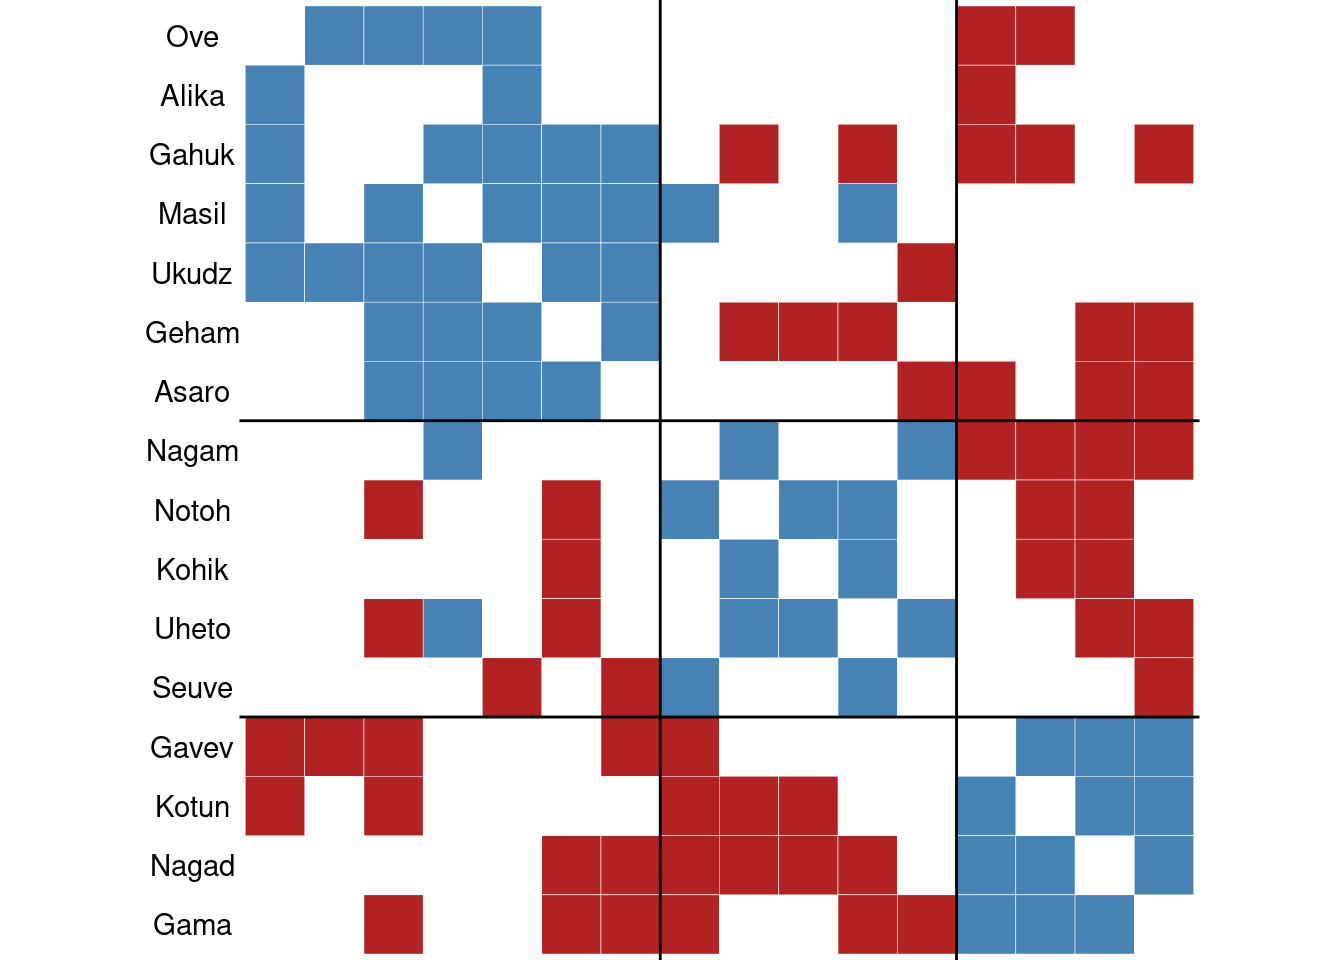 Ove
Alika
Gahuk
Masil
Ukudz
Geham
Asaro
Nagam
Notoh
Kohik
Uheto
Seuve
Gavev
Kotun
Nagad
Gama